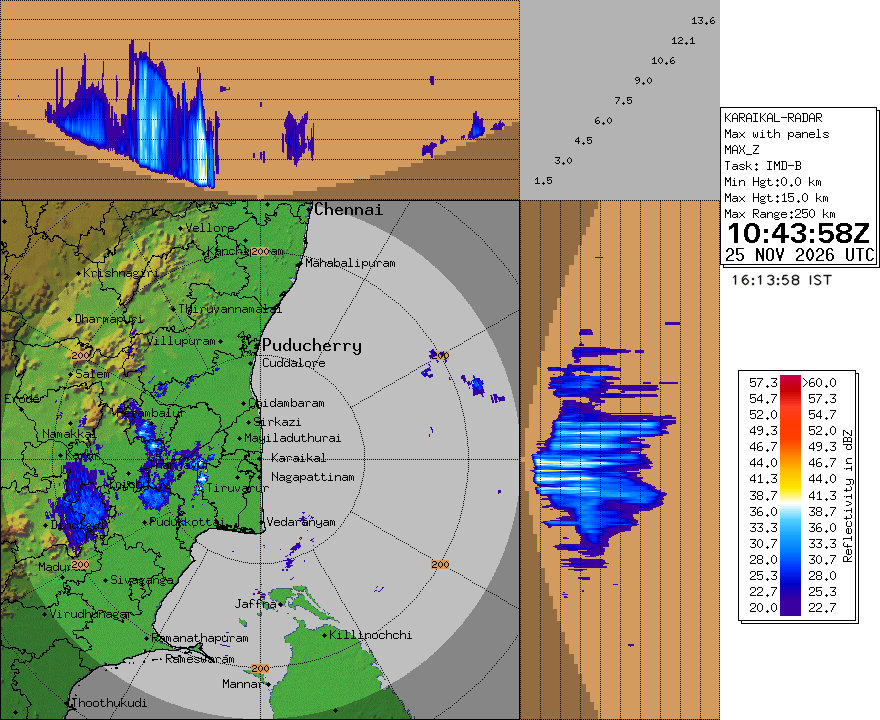 13.6
12.1
10.6
9.0
7.5
6.0
4.5
3.0
1.5
KARAIKAL-RADAR
Max with panels
MAX_Z
Task: IMD-B
Min Hgt:0.0 km
Max Hgt:15.0 km
Max Range:250 km
10:43:58Z
25 NOV 2026 UTC
16:13:58 IST
Chennai
Vellore
200
Mahabalipuram
Krishnagiri
Thiruvannamalai
Dharmapuri
Villupuram
Puducherry
200
200
Cuddalore
Salem
Erode
Chidambaram
Perambalur
Sirkazi
Namakkal
Mayiladuthurai
Karur
Karaikal
Nagapattinam
Tiruvarur
Pudukkottai
Vedaranyam
Madurai
200
200
Sivaganga
Jaffna
Virudhunagar
Ramanathapuram
Killinochchi
Rameswaram
200
Mannar
Thoothukudi
57.3 >60.0
54.7 57.3
52.0 54.7
49.3 52.0
46.7 49.3
44.0 46.7
41.3 44.0
38.7 41.3
36.0 38.7
33.3 36.0
30.7 33.3
28.0 30.7
25.3 28.0
22.7 25.3
20.0 22.7
Reflectivity in dBZ